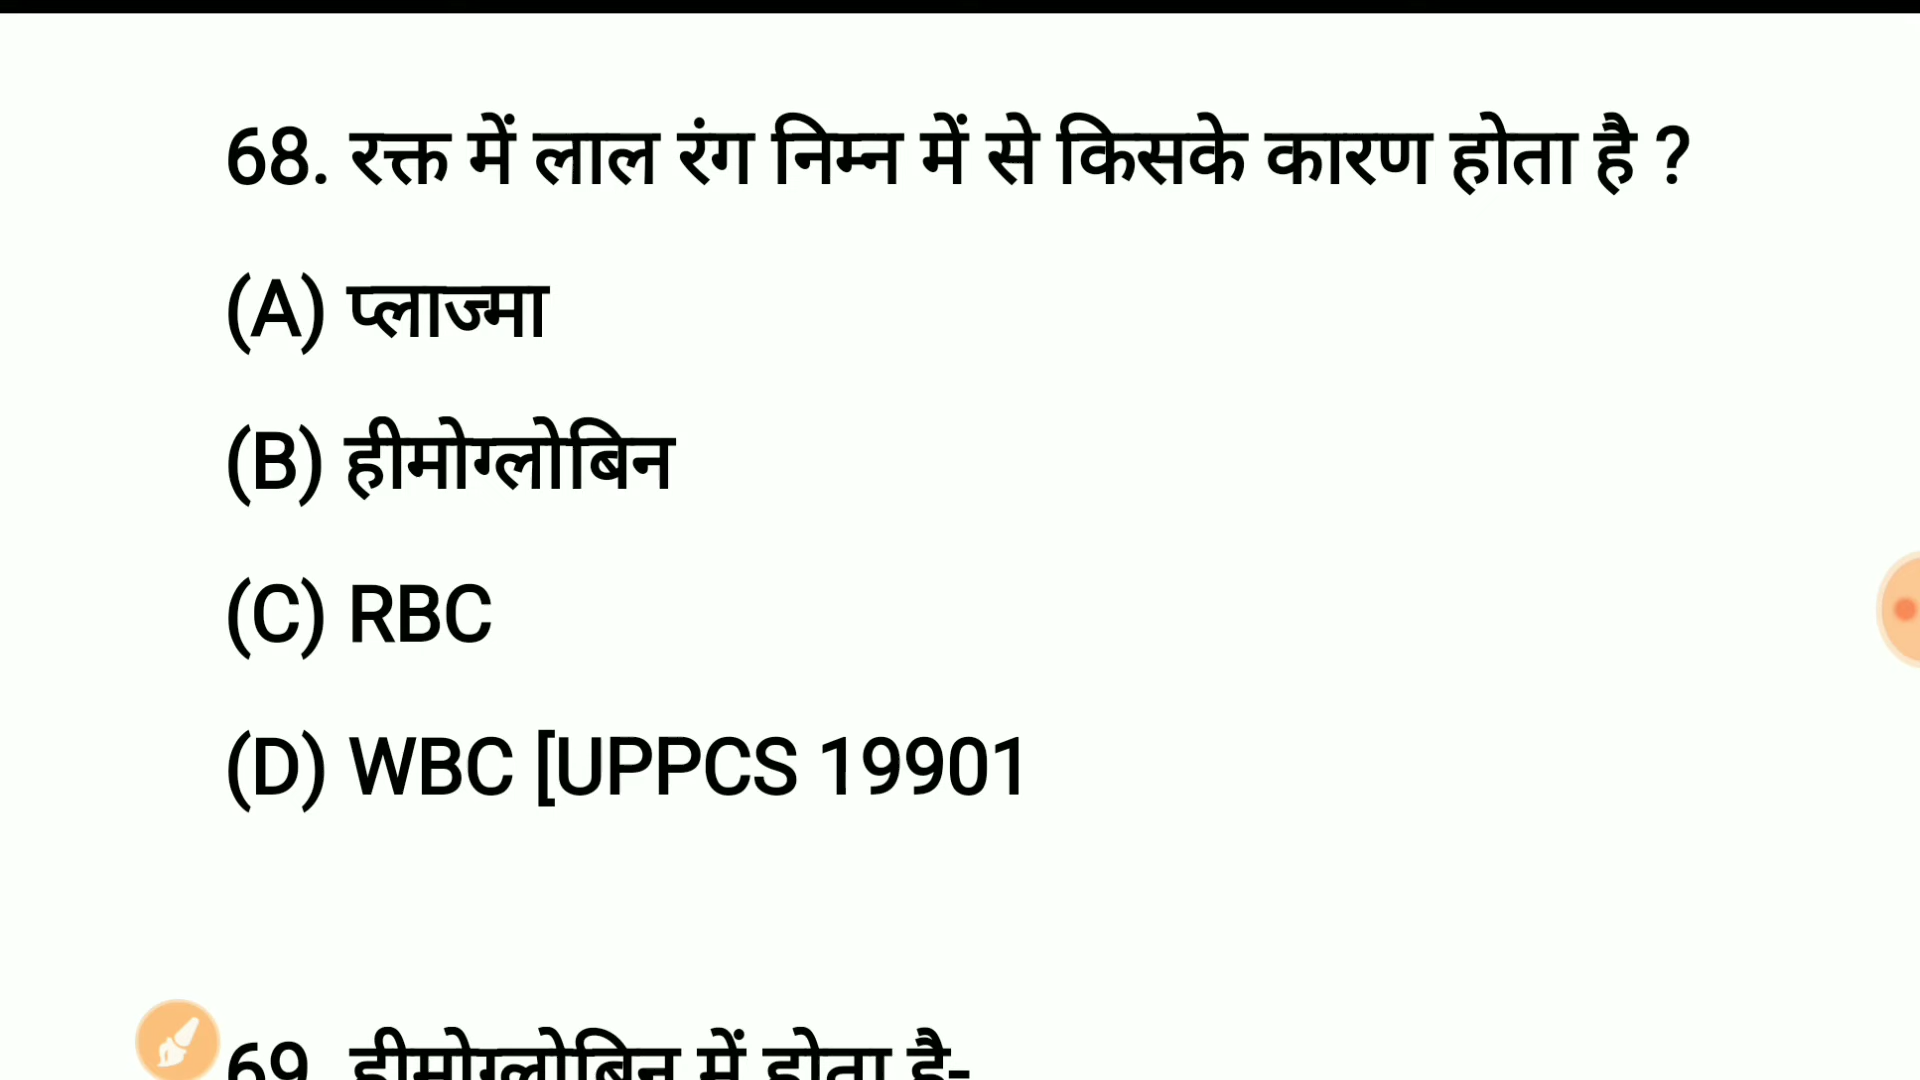 68. रक्त में लाल रंग निम्न में से किसके कारण होता है ?
(A) प्लाज्मा
(B) हीमोग्लोबिन
(C) RBC
(D) WBC [UPPCS 19901
69. हीमोग्लोबिन में होता है-